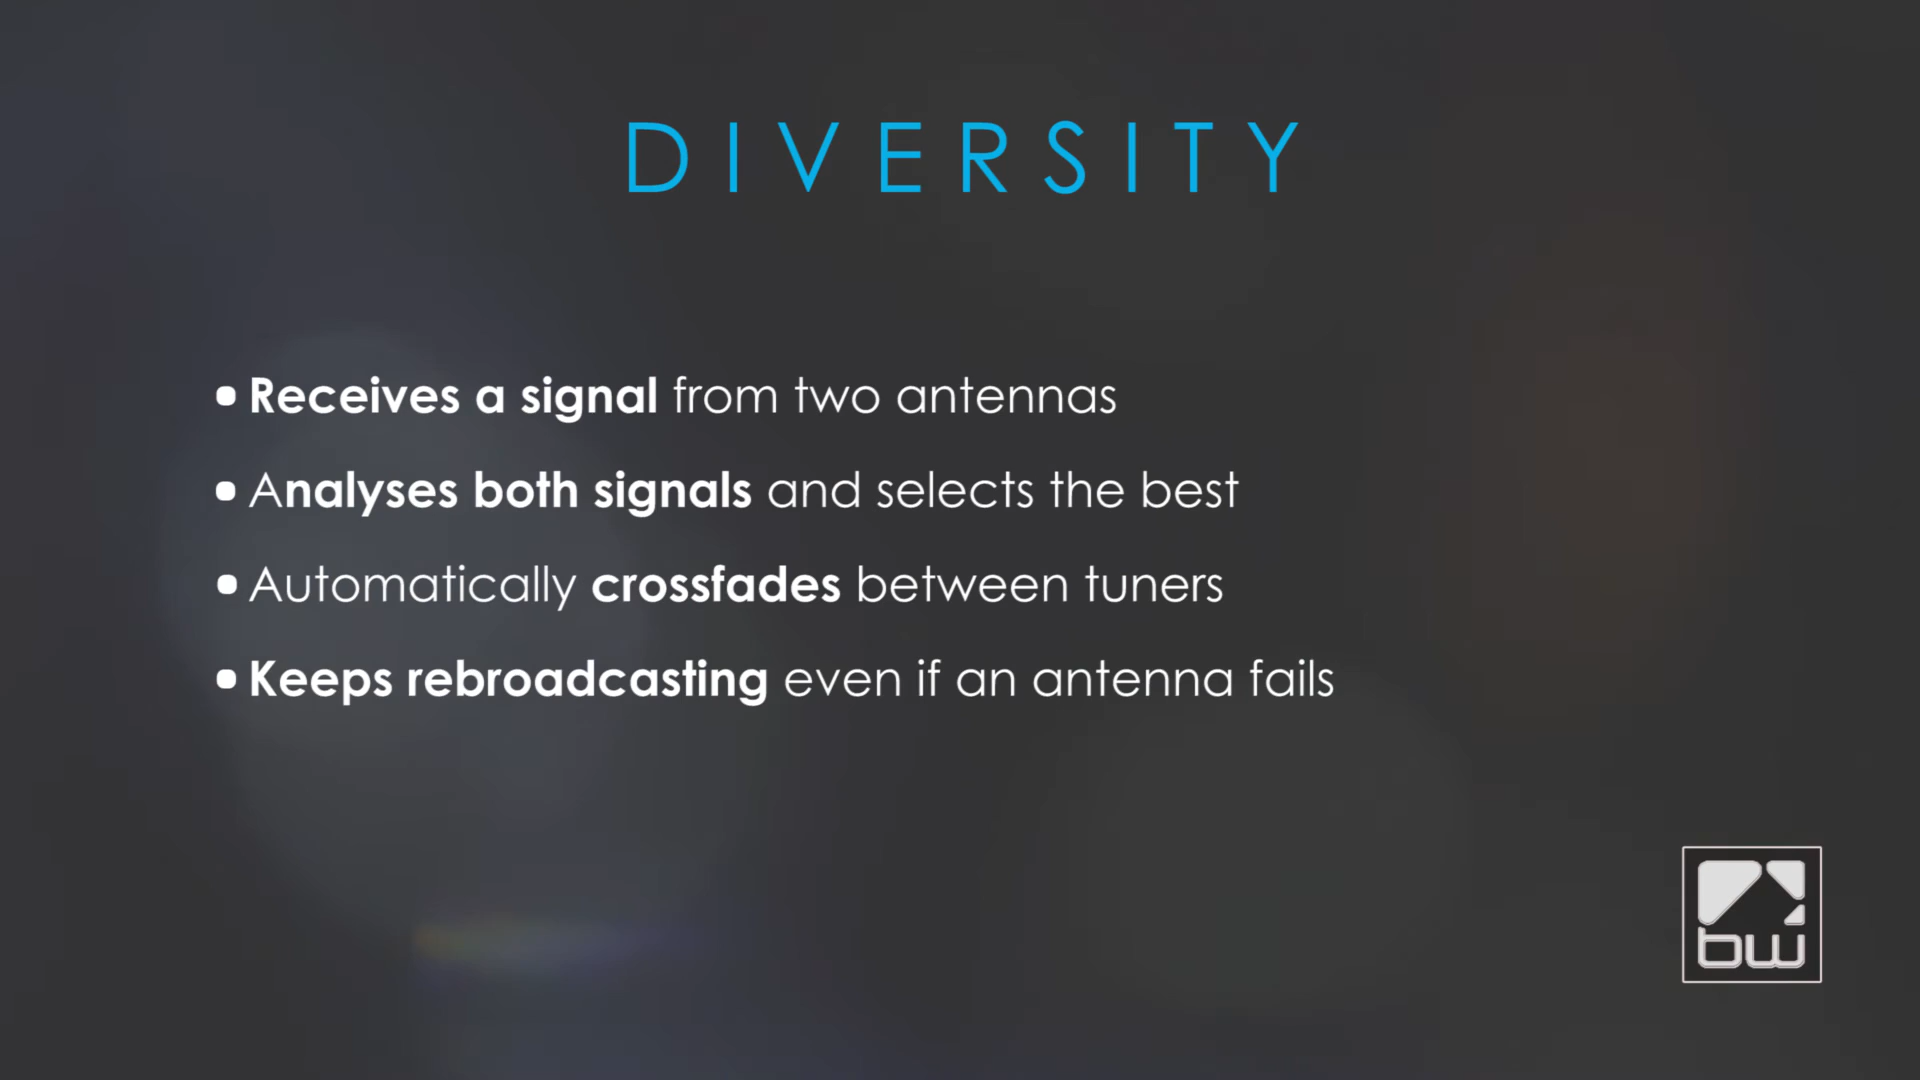 DIVERSITY
• Receives a signal from two antennas
• Analyses both signals and selects the best
• Automatically crossfades between tuners
• Keeps rebroadcasting even if an antenna fails
bw